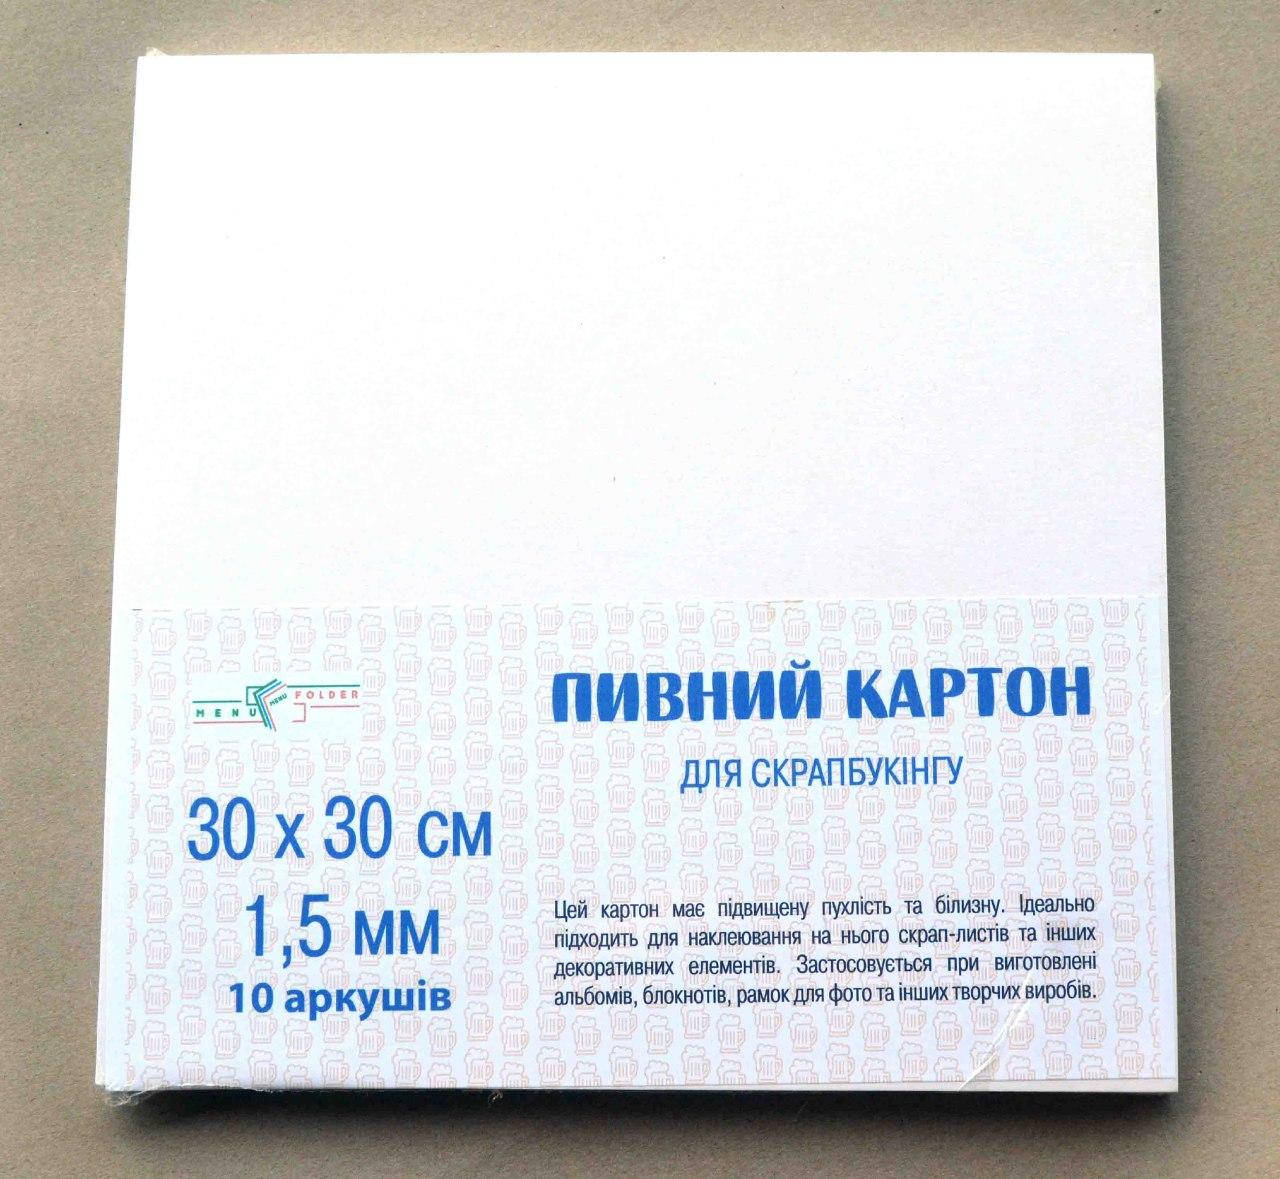 MENU MENU FOLDER
ПИВНИЙ КАРТОН
ДЛЯ СКРАПБУКІНГУ
30 х 30 см
1,5 мм
10 аркушів
Цей картон має підвищену пухлість та білизну. Ідеально
підходить для наклеювання на нього скрап-листів та інших
декоративних елементів. Застосовується при виготовлені
альбомів, блокнотів, рамок для фото та інших творчих виробів.